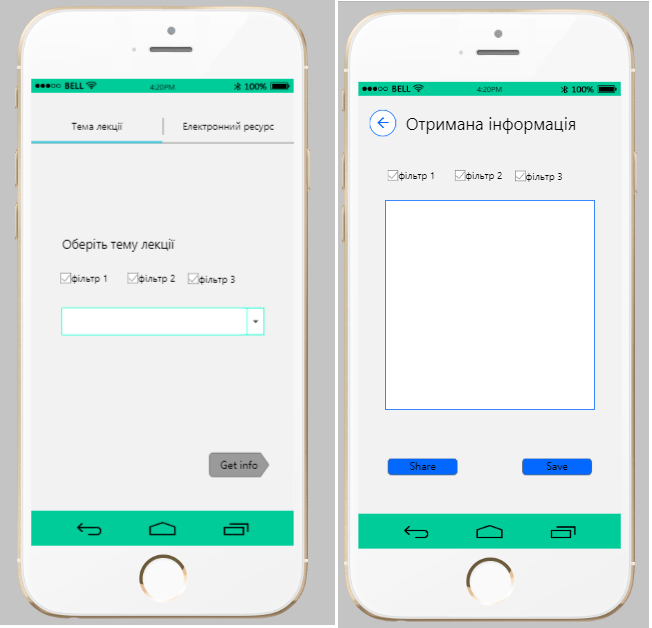 BELL 4:20PM 100%
Тема лекції Електронний ресурс
Оберіть тему лекції
фільтр 1 фільтр 2 фільтр 3
Get info
BELL 4:20PM 100%
Отримана інформація
фільтр 1 фільтр 2 фільтр 3
Share Save